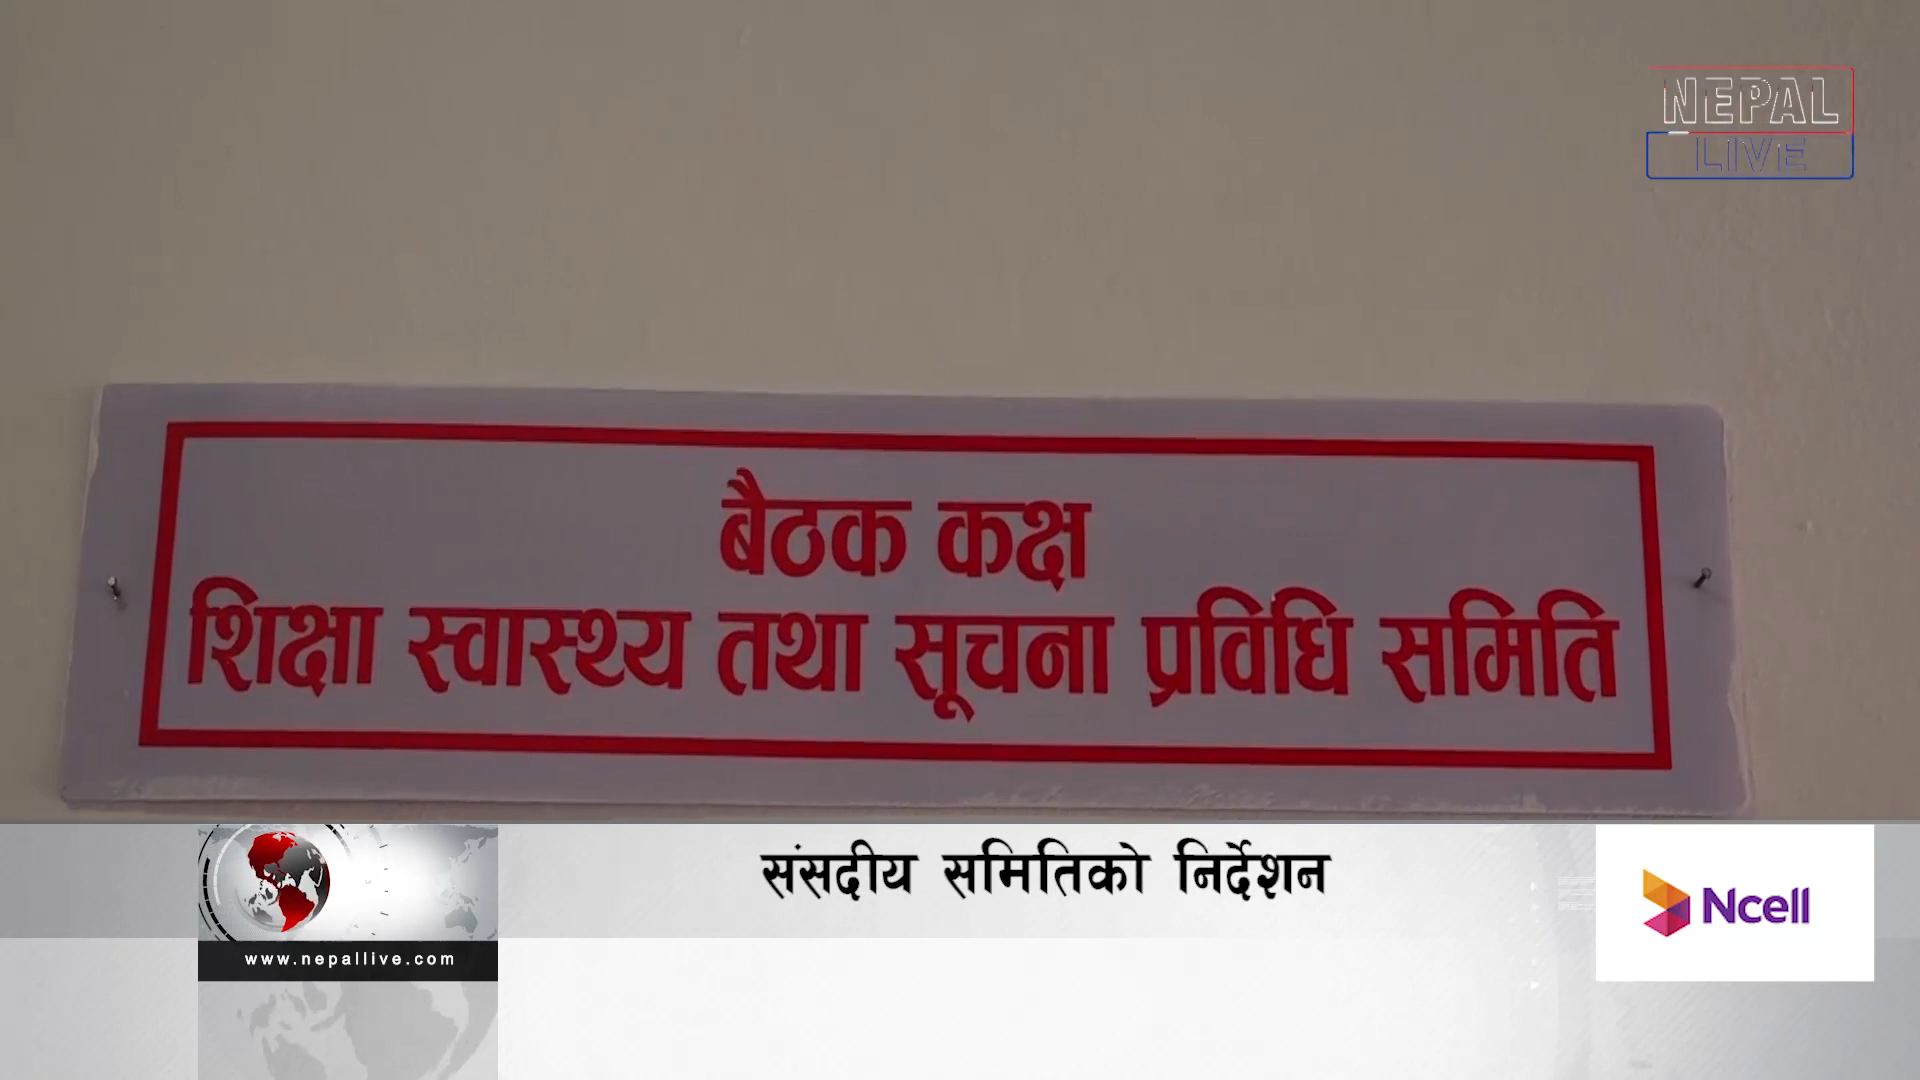 NEPAL
LIVE
बैठक कक्ष
शिक्षा स्वास्थ्य तथा सूचना प्रविधि समिति
संसदीय समितिको निर्देशन
www.nepallive.com
Ncell